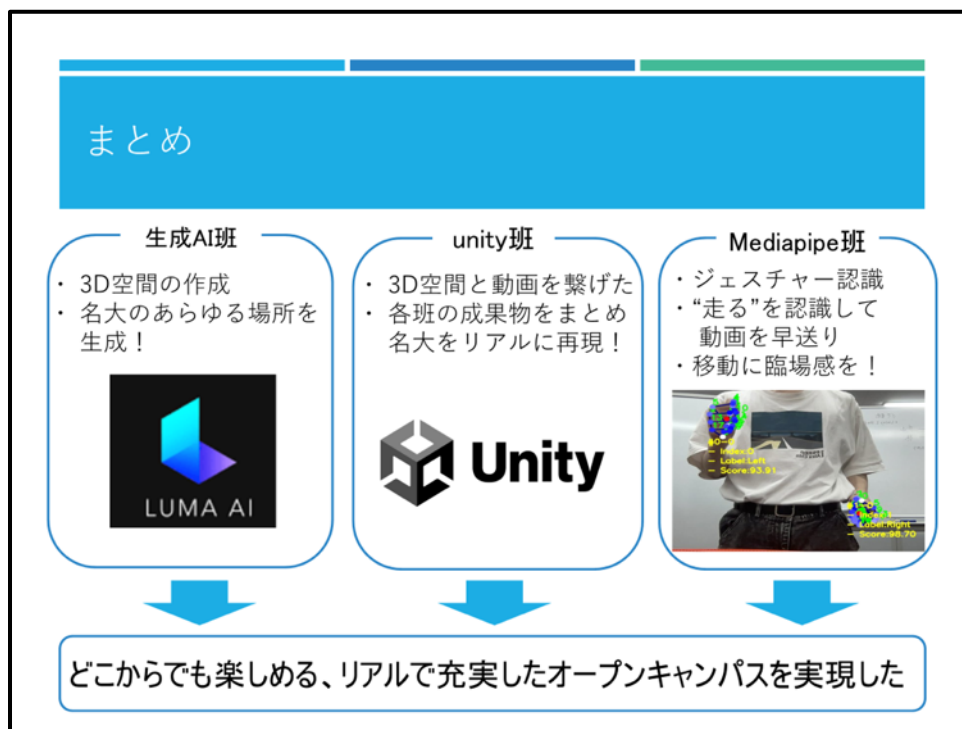 まとめ
生成AI班
・ 3D空間の作成
・ 名大のあらゆる場所を
生成！
LUMA AI
unity班
・ 3D空間と動画を繋げた
・ 各班の成果物をまとめ
名大をリアルに再現！
Unity
Mediapipe班
・ジェスチャー認識
・“走る”を認識して
動画を早送り
・移動に臨場感を！
- Index:0
- Label:Left
- Score:93.91
- Index:1
- Label:Right
- Score:98.70
どこからでも楽しめる、リアルで充実したオープンキャンパスを実現した